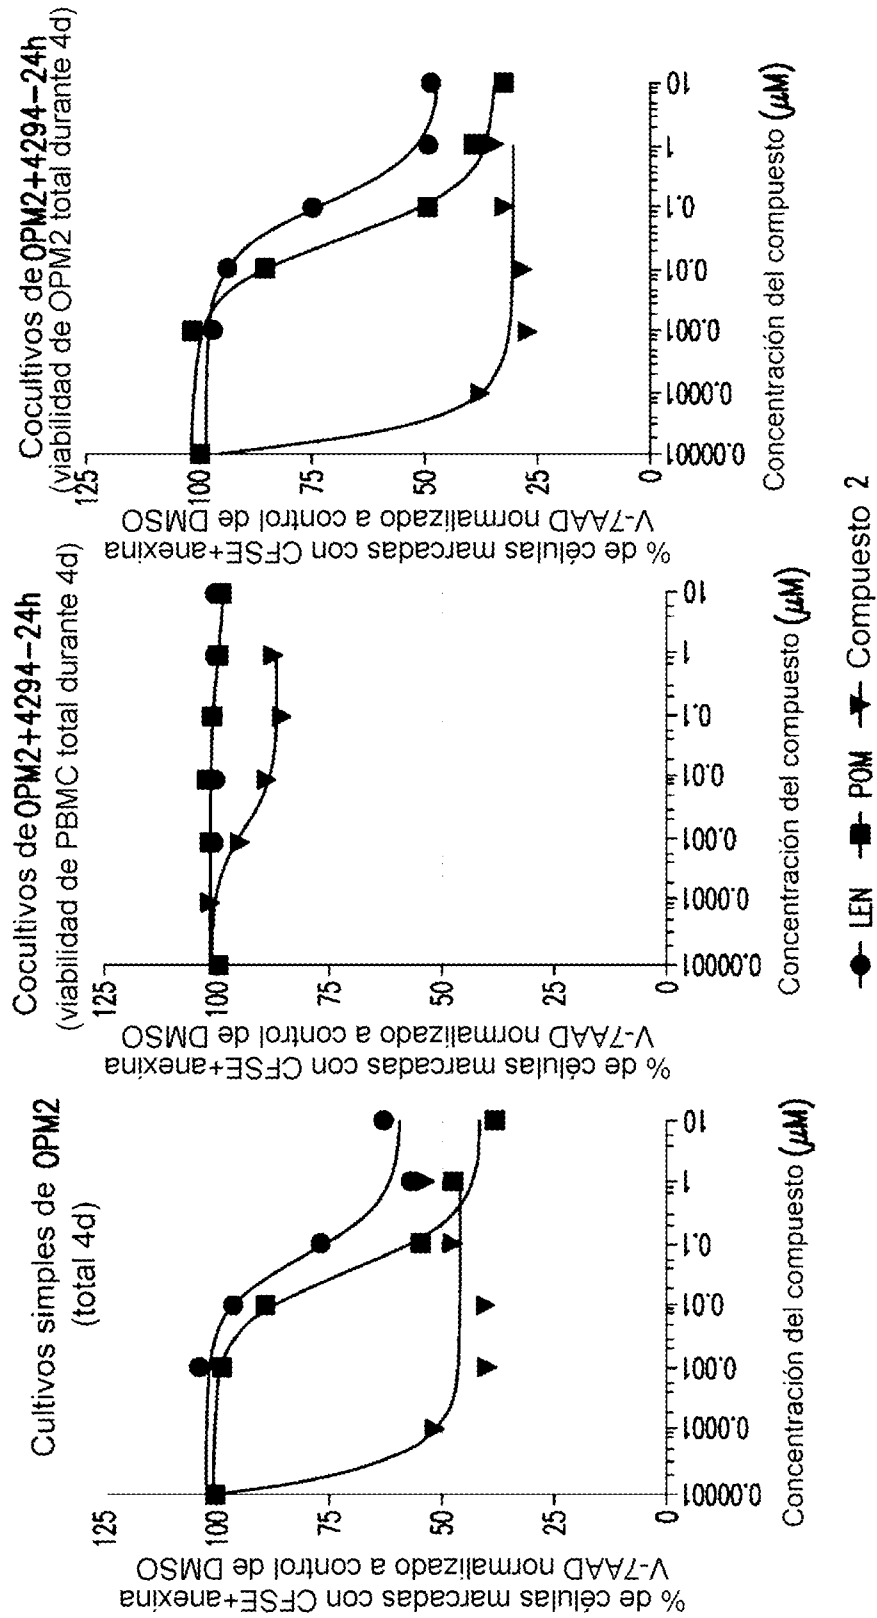 Cultivos simples de OPM2
(total 4d)
% de células marcadas con CFSE+anexina
V-7AAD normalizado a control de DMSO
125
100
75
50
25
0
0.00001 0.0001 0.001 0.01 0.1 1 10
Concentración del compuesto (μM)
Cocultivos de OPM2+4294-24h
(viabilidad de PBMC total durante 4d)
% de células marcadas con CFSE+anexina
V-7AAD normalizado a control de DMSO
125
100
75
50
25
0
0.00001 0.0001 0.001 0.01 0.1 1 10
Concentración del compuesto (μM)
Cocultivos de OPM2+4294-24h
(viabilidad de OPM2 total durante 4d)
% de células marcadas con CFSE+anexina
V-7AAD normalizado a control de DMSO
125
100
75
50
25
0
0.00001 0.0001 0.001 0.01 0.1 1 10
Concentración del compuesto (μM)
LEN POM Compuesto 2